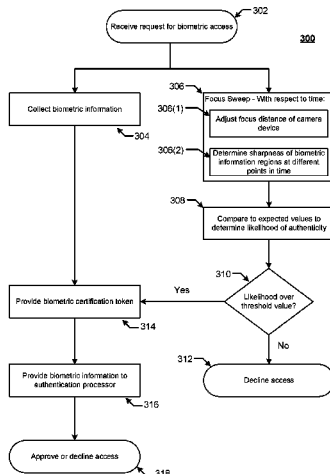 302
Receive request for biometric access
300
306
Focus Sweep - With respect to time:
306(1)
Adjust focus distance of camera
device
Collect biometric information
304
306(2)
Determine sharpness of biometric
information regions at different
points in time
308
Compare to expected values to
determine likelihood of authenticity
310
Likelihood over
threshold value?
Yes
No
Provide biometric certification token
314
312
Decline access
Provide biometric information to
authentication processor
316
Approve or decline access
318